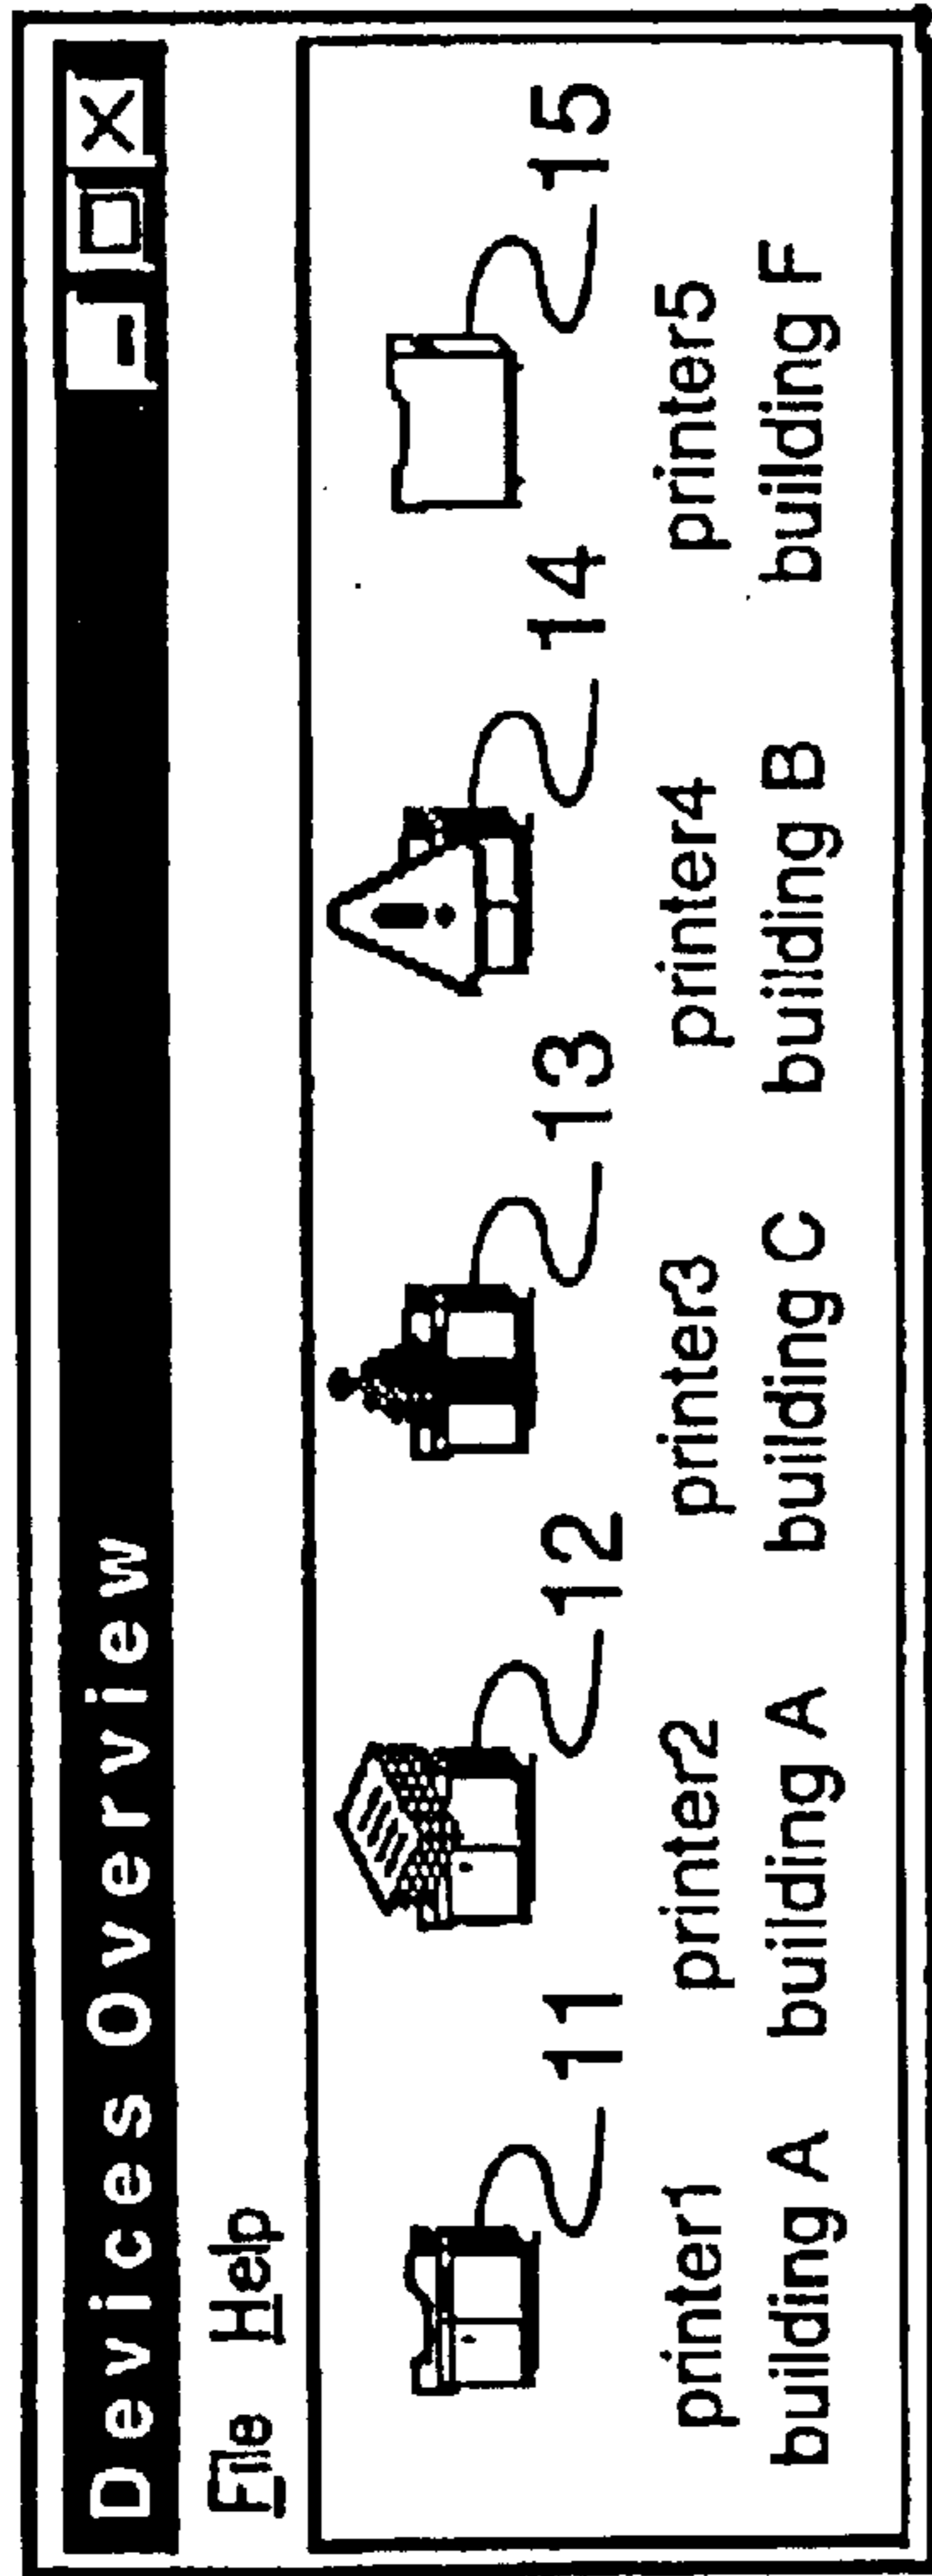 Devices Overview
File Help
11 12 13 14 15
printer1 printer2 printer3 printer4 printer5
building A building A building C building B building F